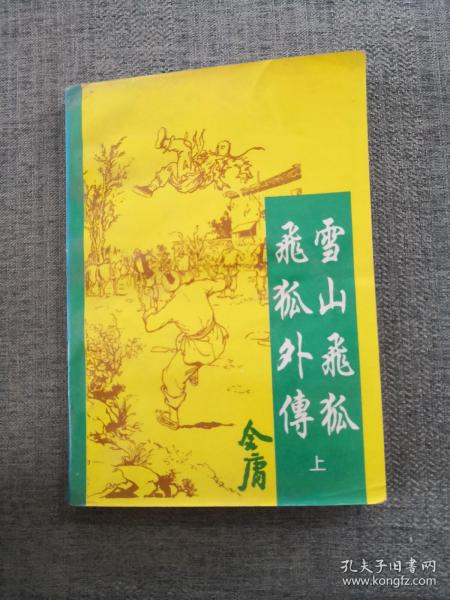 雪山飛狐
飛狐外傳
上
金庸
孔夫子旧书网
www.kongfz.com